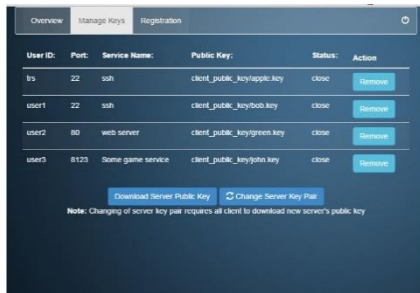 Overview Manage Keys Registration
User ID: Port: Service Name: Public Key: Status: Action
trs 22 ssh client_public_key/apple.key close Remove
user1 22 ssh client_public_key/bob.key close Remove
user2 80 web server client_public_key/green.key close Remove
user3 8123 Some game service client_public_key/john.key close Remove
Download Server Public Key Change Server Key Pair
Note: Changing of server key pair requires all client to download new server's public key